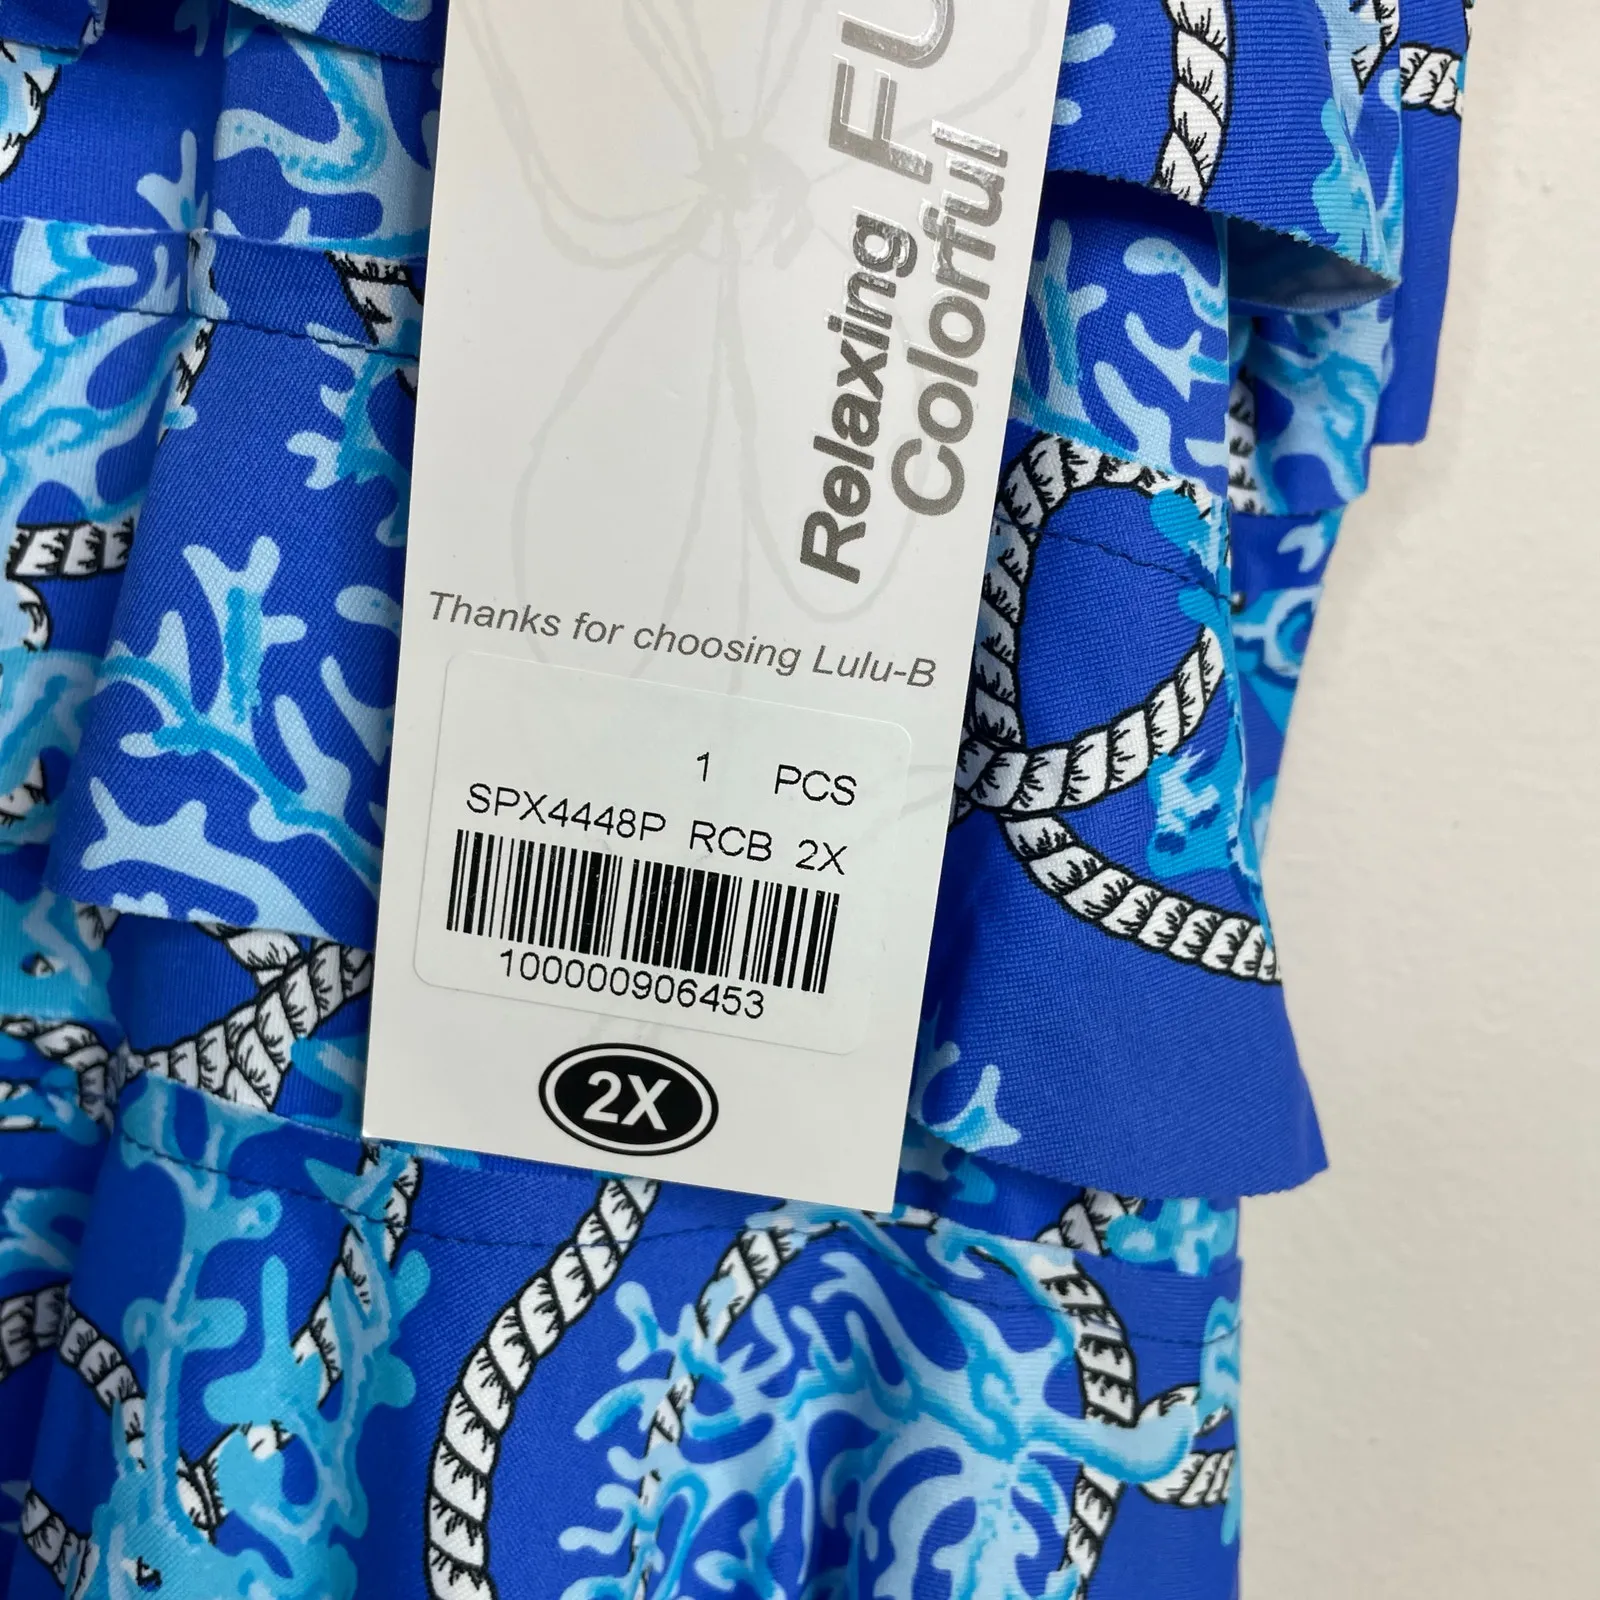 Relaxing FU
Colorful
Thanks for choosing Lulu-B
1 PCS
SPX4448P RCB 2X
100000906453
2X